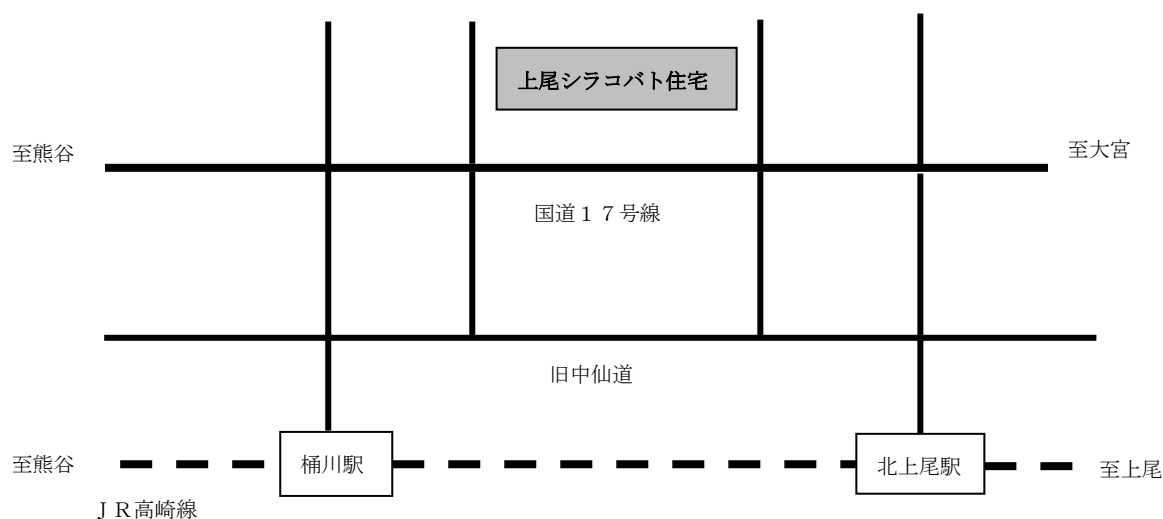 上尾シラコバト住宅
至熊谷
至大宮
国道１７号線
旧中仙道
至熊谷
桶川駅
北上尾駅
至上尾
ＪＲ高崎線